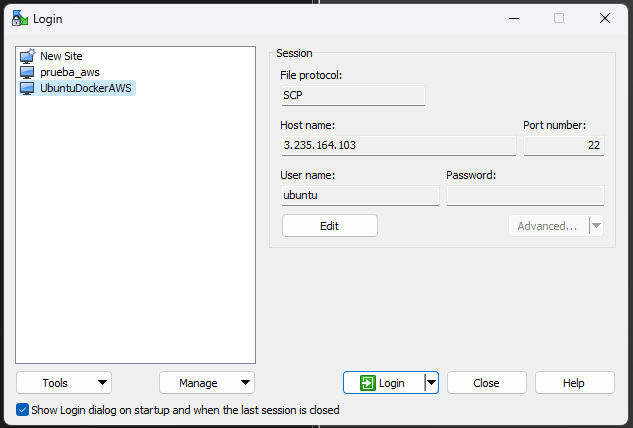 Login
New Site
prueba_aws
UbuntuDockerAWS
Session
File protocol:
SCP
Host name:
Port number:
3.235.164.103
22
User name:
Password:
ubuntu
Edit
Advanced...
Tools
Manage
Login
Close
Help
Show Login dialog on startup and when the last session is closed